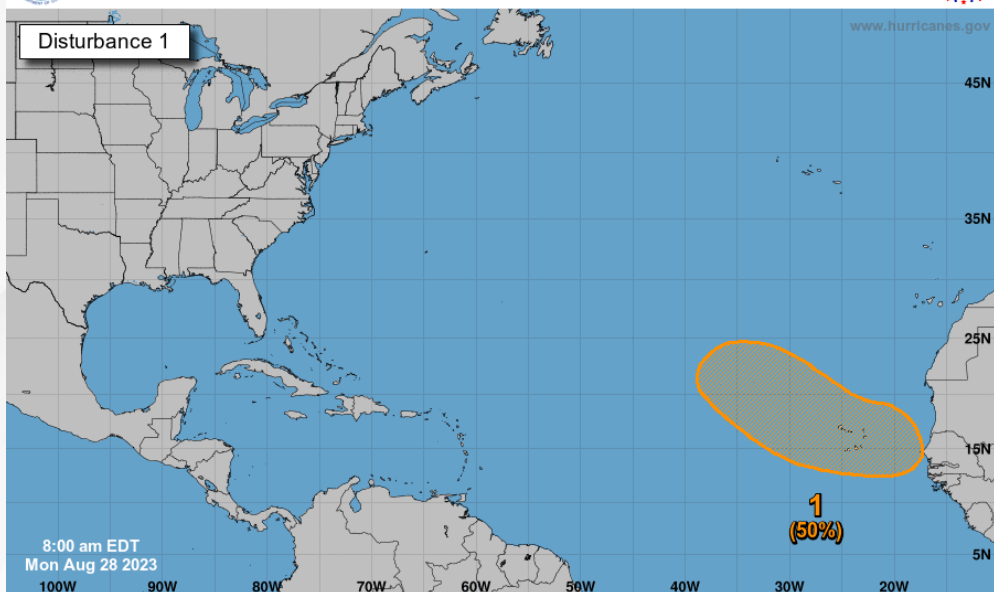 www.hurricanes.gov
Disturbance 1
45N
35N
25N
15N
1
(50%)
8:00 am EDT
Mon Aug 28 2023
5N
100W 90W 80W 70W 60W 50W 40W 30W 20W